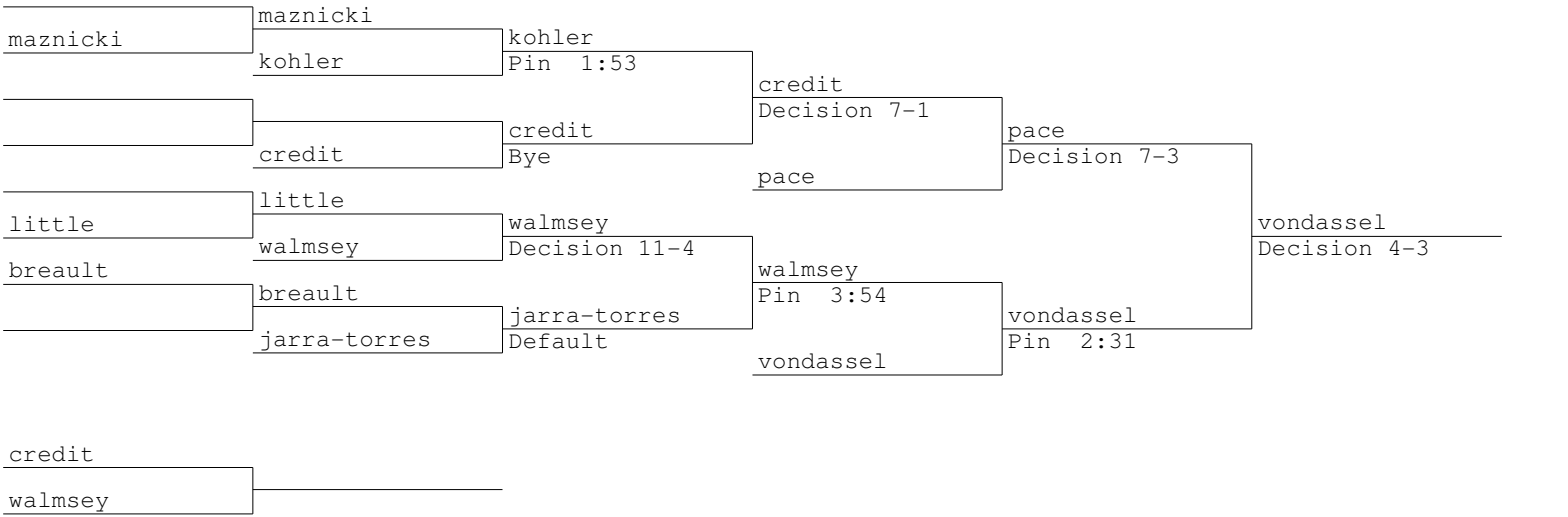 maznicki
maznicki
kohler
kohler
Pin 1:53
credit
Decision 7-1
credit
credit
Bye
pace
pace
Decision 7-3
little
little
walmsey
walmsey
Decision 11-4
vondassel
Decision 4-3
breault
walmsey
Pin 3:54
breault
jarra-torres
jarra-torres
Default
vondassel
Pin 2:31
vondassel
credit
walmsey